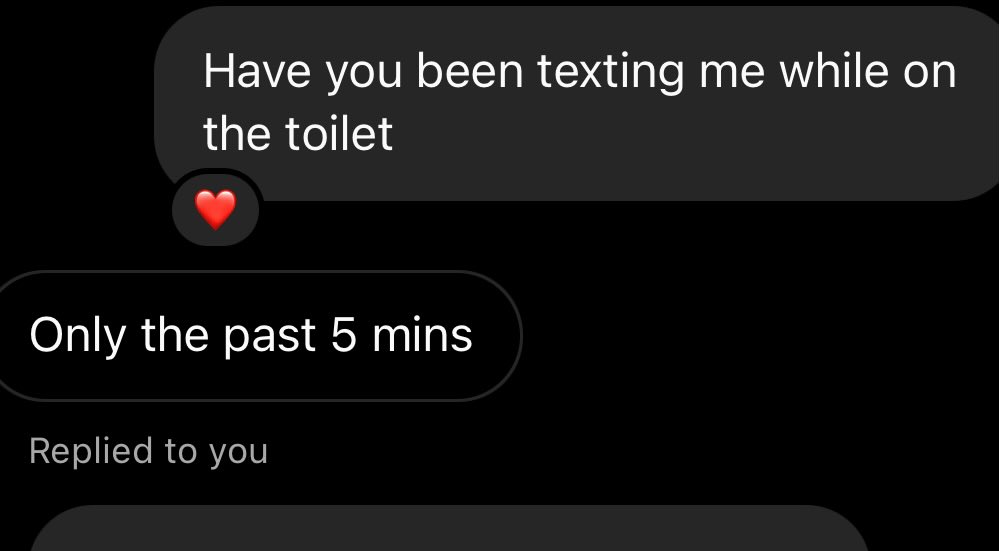 Have you been texting me while on
the toilet
Only the past 5 mins
Replied to you